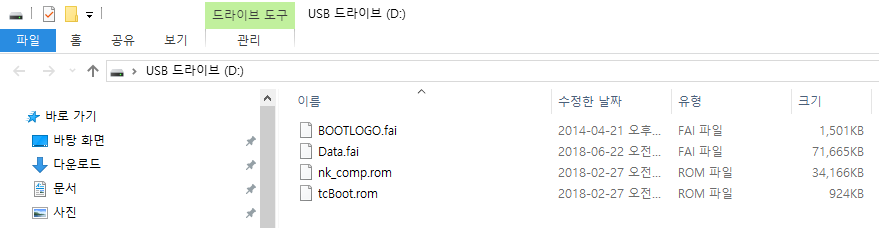 드라이브 도구 USB 드라이브 (D:)
파일 홈 공유 보기 관리
USB 드라이브 (D:)
바로 가기
바탕 화면
다운로드
문서
사진
이름 수정한 날짜 유형 크기
BOOTLOGO.fai 2014-04-21 오후... FAI 파일 1,501KB
Data.fai 2018-06-22 오전... FAI 파일 71,665KB
nk_comp.rom 2018-02-27 오전... ROM 파일 34,166KB
tcBoot.rom 2018-02-27 오전... ROM 파일 924KB